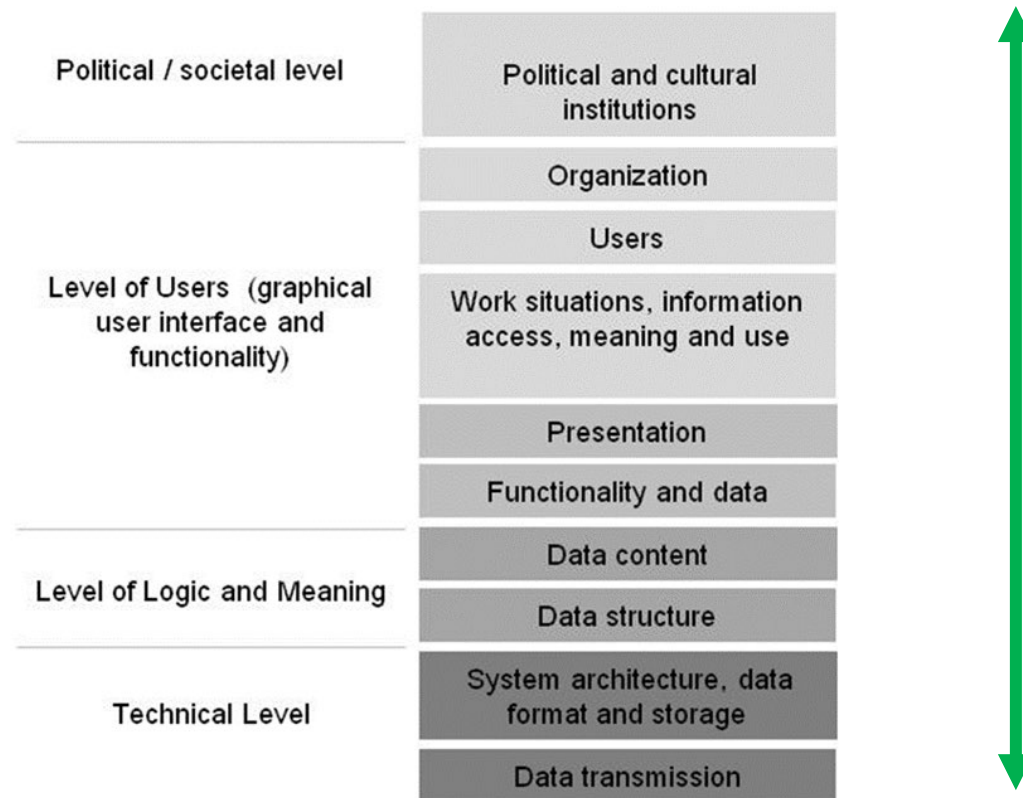 Political / societal level
Political and cultural
institutions
Organization
Users
Level of Users (graphical
user interface and
functionality)
Work situations, information
access, meaning and use
Presentation
Functionality and data
Data content
Level of Logic and Meaning
Data structure
System architecture, data
format and storage
Technical Level
Data transmission